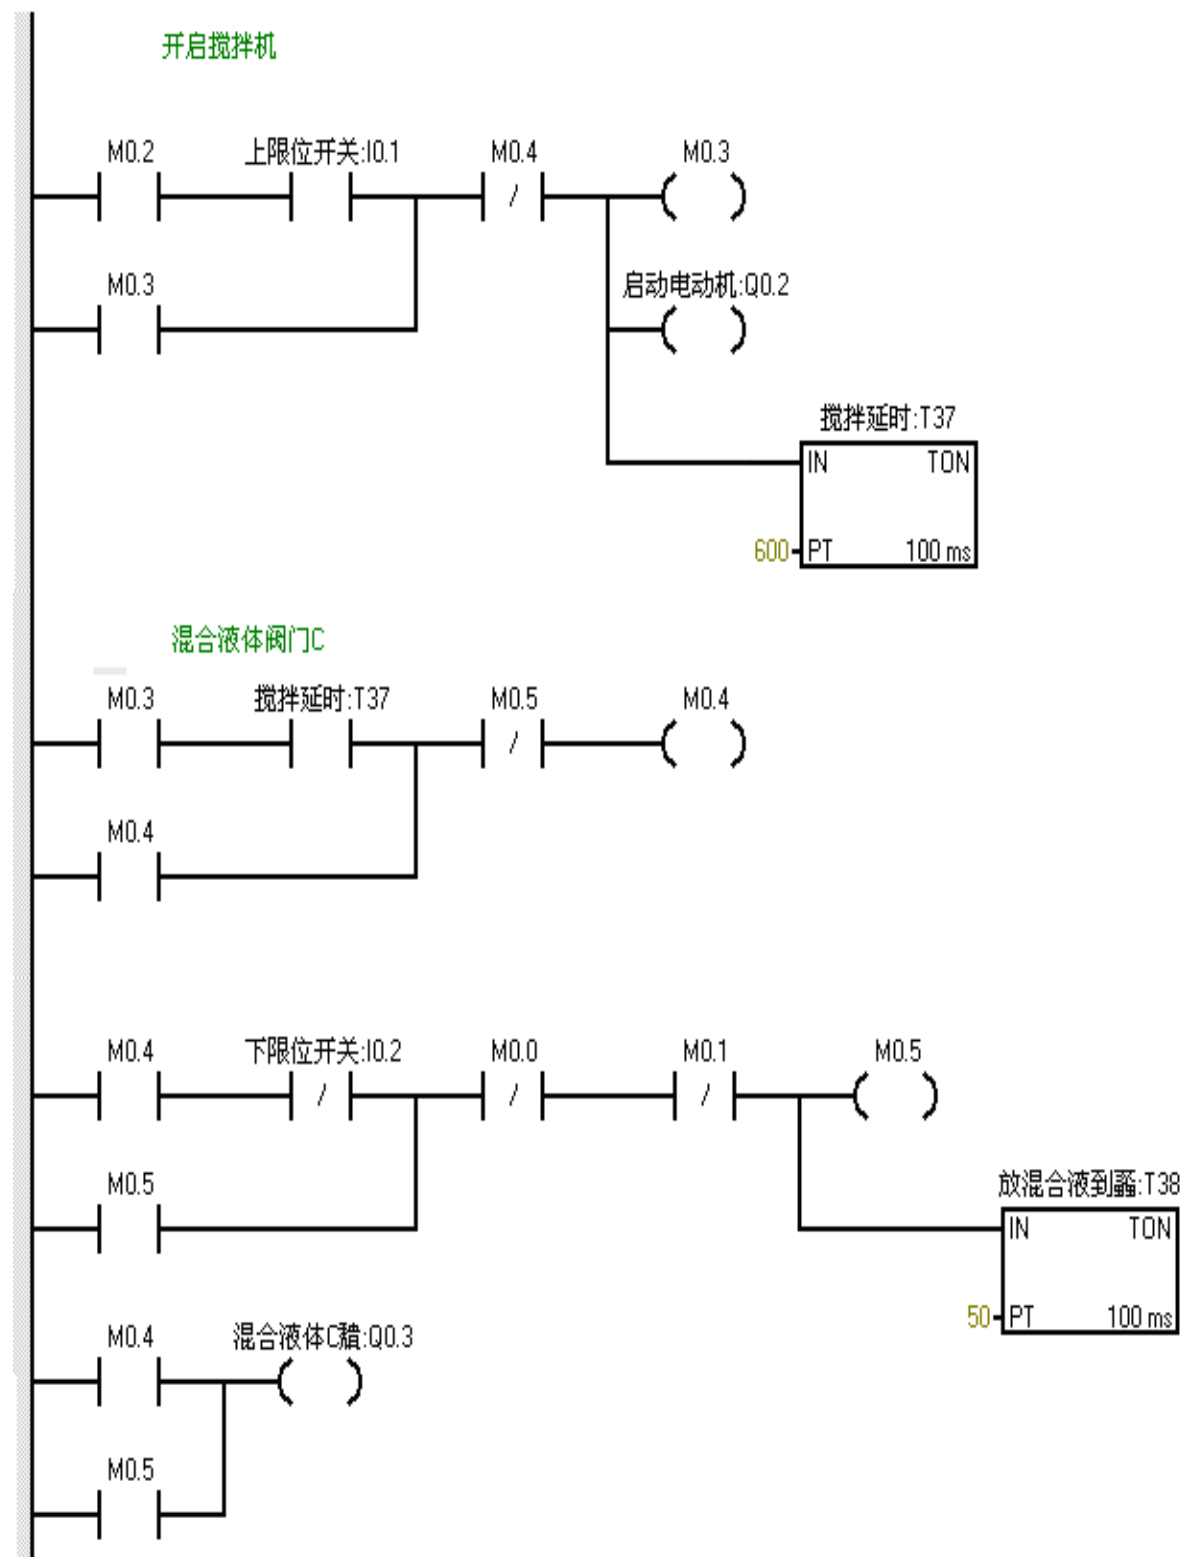 开启搅拌机
M0.2 上限位开关:I0.1 M0.4 M0.3
/
M0.3 启动电动机:Q0.2
搅拌延时:T37
IN TON
600 PT 100 ms
混合液体阀门C
M0.3 搅拌延时:T37 M0.5 M0.4
/
M0.4
M0.4 下限位开关:I0.2 M0.0 M0.1 M0.5
/ / /
M0.5 放混合液到:T38
IN TON
50 PT 100 ms
M0.4 混合液体C:Q0.3
M0.5